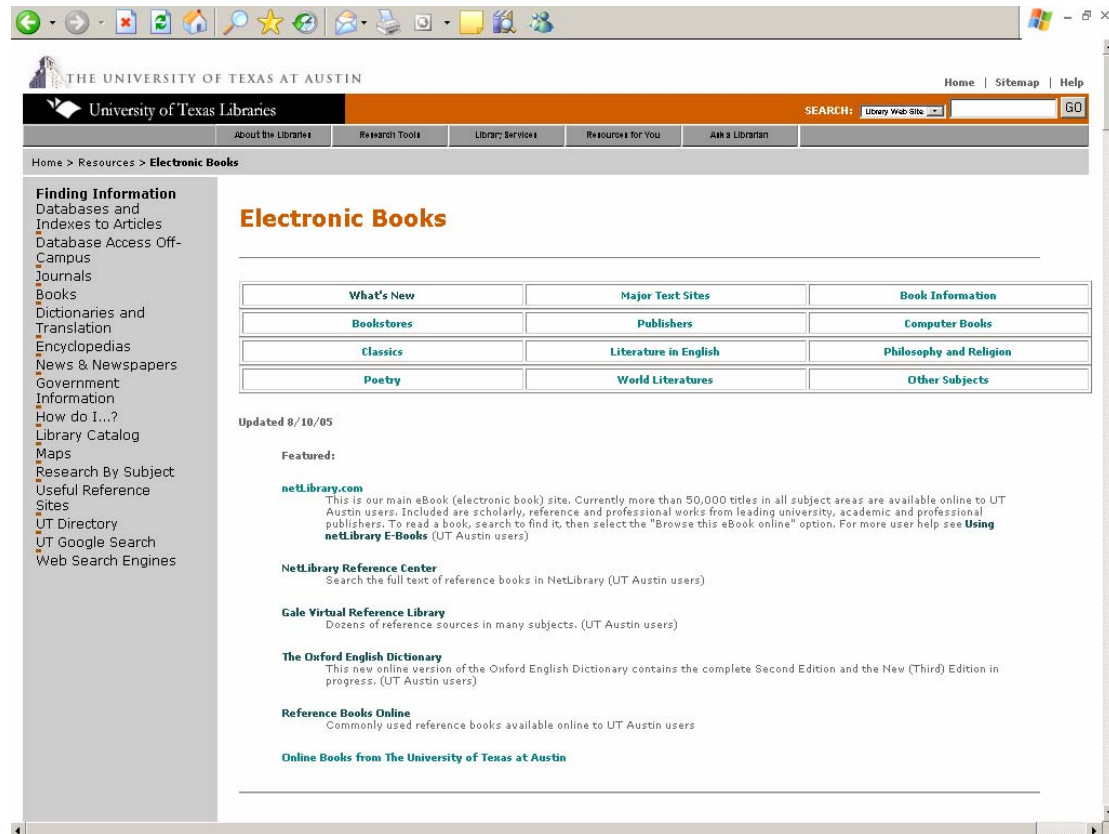 THE UNIVERSITY OF TEXAS AT AUSTIN
Home | Sitemap | Help
University of Texas Libraries
SEARCH: Library Web Site GO
About the Libraries Research Tools Library Services Resources for You Ask a Librarian
Home > Resources > Electronic Books
Finding Information
Databases and
Indexes to Articles
Database Access Off-
Campus
Journals
Books
Dictionaries and
Translation
Encyclopedias
News & Newspapers
Government
Information
How do I...?
Library Catalog
Maps
Research By Subject
Useful Reference
Sites
UT Directory
UT Google Search
Web Search Engines
Electronic Books
What's New Major Text Sites Book Information
Bookstores Publishers Computer Books
Classics Literature in English Philosophy and Religion
Poetry World Literatures Other Subjects
Updated 8/10/05
Featured:
netLibrary.com
This is our main eBook (electronic book) site. Currently more than 50,000 titles in all subject areas are available online to UT
Austin users. Included are scholarly, reference and professional works from leading university, academic and professional
publishers. To read a book, search to find it, then select the "Browse this eBook online" option. For more user help see Using
netLibrary E-Books (UT Austin users)
NetLibrary Reference Center
Search the full text of reference books in NetLibrary (UT Austin users)
Gale Virtual Reference Library
Dozens of reference sources in many subjects. (UT Austin users)
The Oxford English Dictionary
This new online version of the Oxford English Dictionary contains the complete Second Edition and the New (Third) Edition in
progress. (UT Austin users)
Reference Books Online
Commonly used reference books available online to UT Austin users
Online Books from The University of Texas at Austin